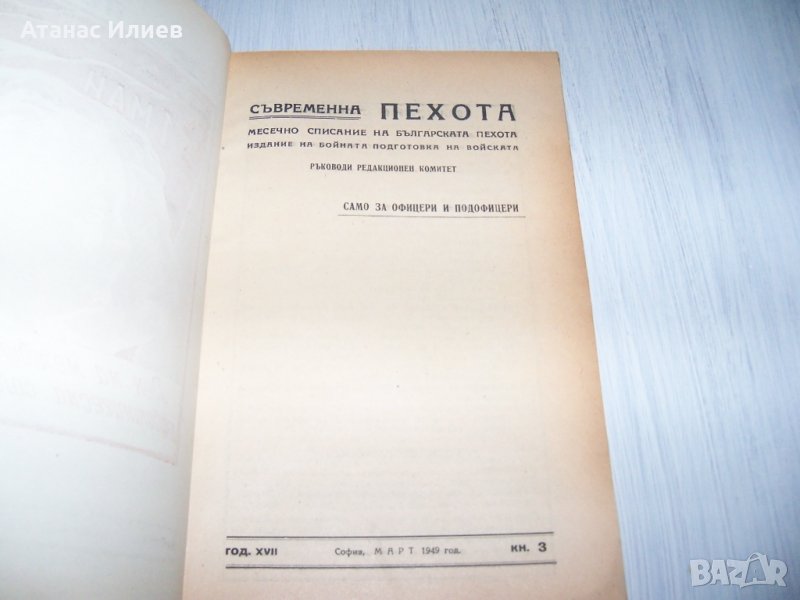 Атанас Илиев
СЪВРЕМЕННА ПЕХОТА
МЕСЕЧНО СПИСАНИЕ НА БЪЛГАРСКАТА ПЕХОТА
ИЗДАНИЕ НА БОЙНАТА ПОДГОТОВКА НА ВОЙСКАТА
РЪКОВОДИ РЕДАКЦИОНЕН КОМИТЕТ
САМО ЗА ОФИЦЕРИ И ПОДОФИЦЕРИ
ГОД. XVII София, МАРТ 1949 год. КН. 3
BAZAR